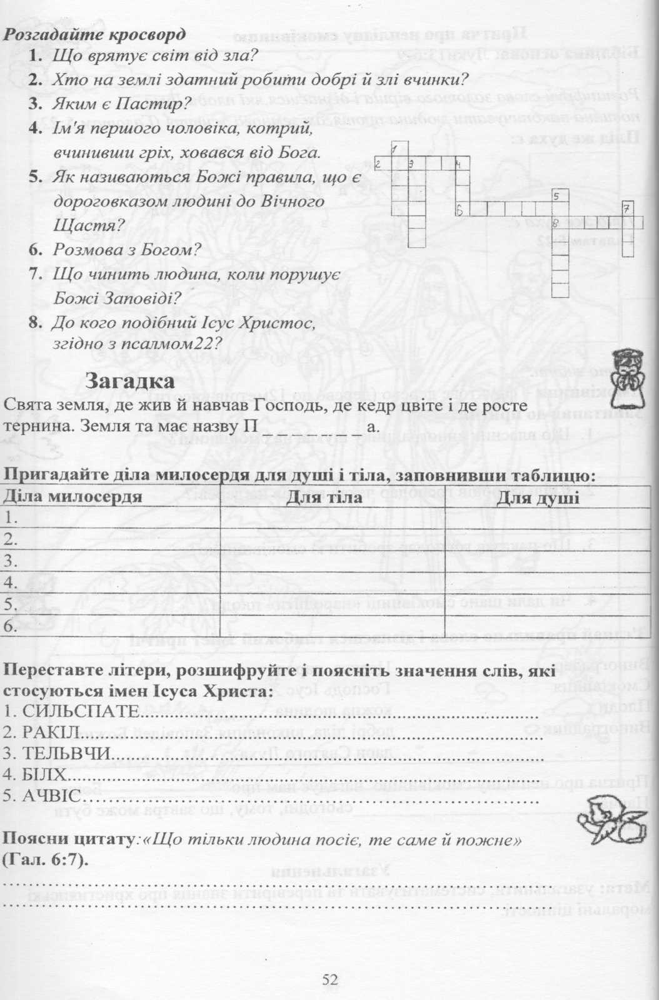 Розгадайте кросворд
1. Що врятує світ від зла?
2. Хто на землі здатний робити добрі й злі вчинки?
3. Яким є Пастир?
4. Ім'я першого чоловіка, котрий,
вчинивши гріх, ховався від Бога.
5. Як називаються Божі правила, що є
дороговказом людині до Вічного
Щастя?
6. Розмова з Богом?
7. Що чинить людина, коли порушує
Божі Заповіді?
8. До кого подібний Ісус Христос,
згідно з псалмом22?
1
2 3 4
5
6 7
8
Загадка
Свята земля, де жив й навчав Господь, де кедр цвіте і де росте
тернина. Земля та має назву П _ _ _ _ _ _ _ а.
Пригадайте діла милосердя для душі і тіла, заповнивши таблицю:
Діла милосердя Для тіла Для душі
1.
2.
3.
4.
5.
6.
Переставте літери, розшифруйте і поясніть значення слів, які
стосуються імен Ісуса Христа:
1. СИЛЬСПАТЕ........................................................................
2. РАКІЛ........................................................................
3. ТЕЛЬВЧИ........................................................................
4. БІЛХ........................................................................
5. АЧВІС........................................................................
Поясни цитату:«Що тільки людина посіє, те саме й пожне»
(Гал. 6:7).
........................................................................
........................................................................
52